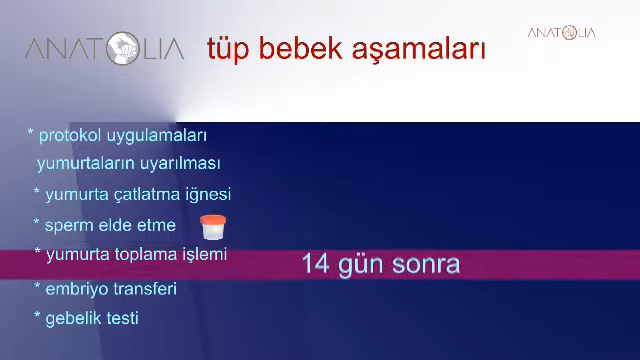 ANATOLIA
tüp bebek aşamaları
ANATOLIA
* protokol uygulamaları
yumurtaların uyarılması
* yumurta çatlatma iğnesi
* sperm elde etme
* yumurta toplama işlemi
14 gün sonra
* embriyo transferi
* gebelik testi